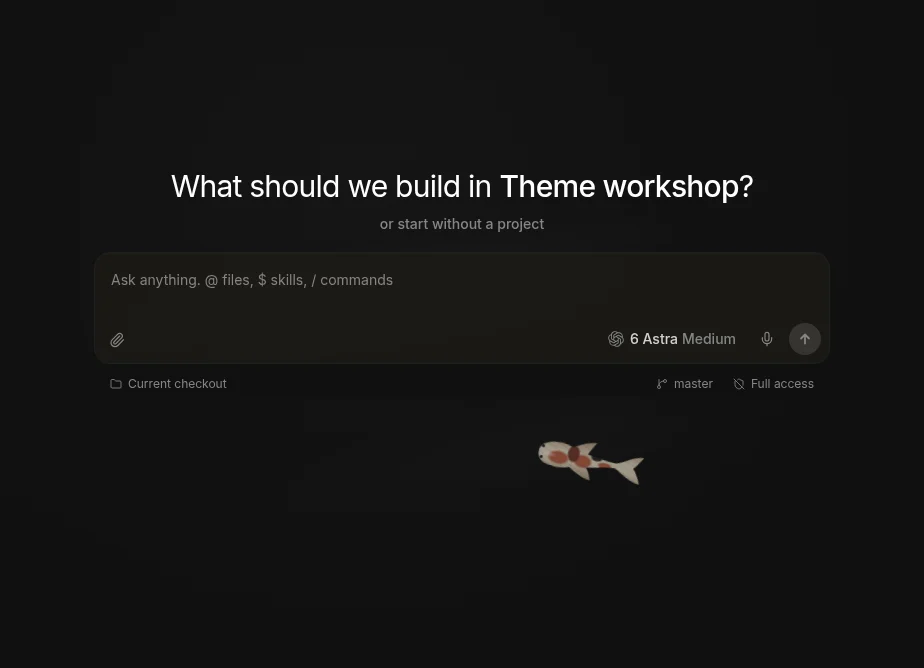 What should we build in Theme workshop?
or start without a project
Ask anything. @ files, $ skills, / commands
6 Astra Medium
Current checkout
master
Full access